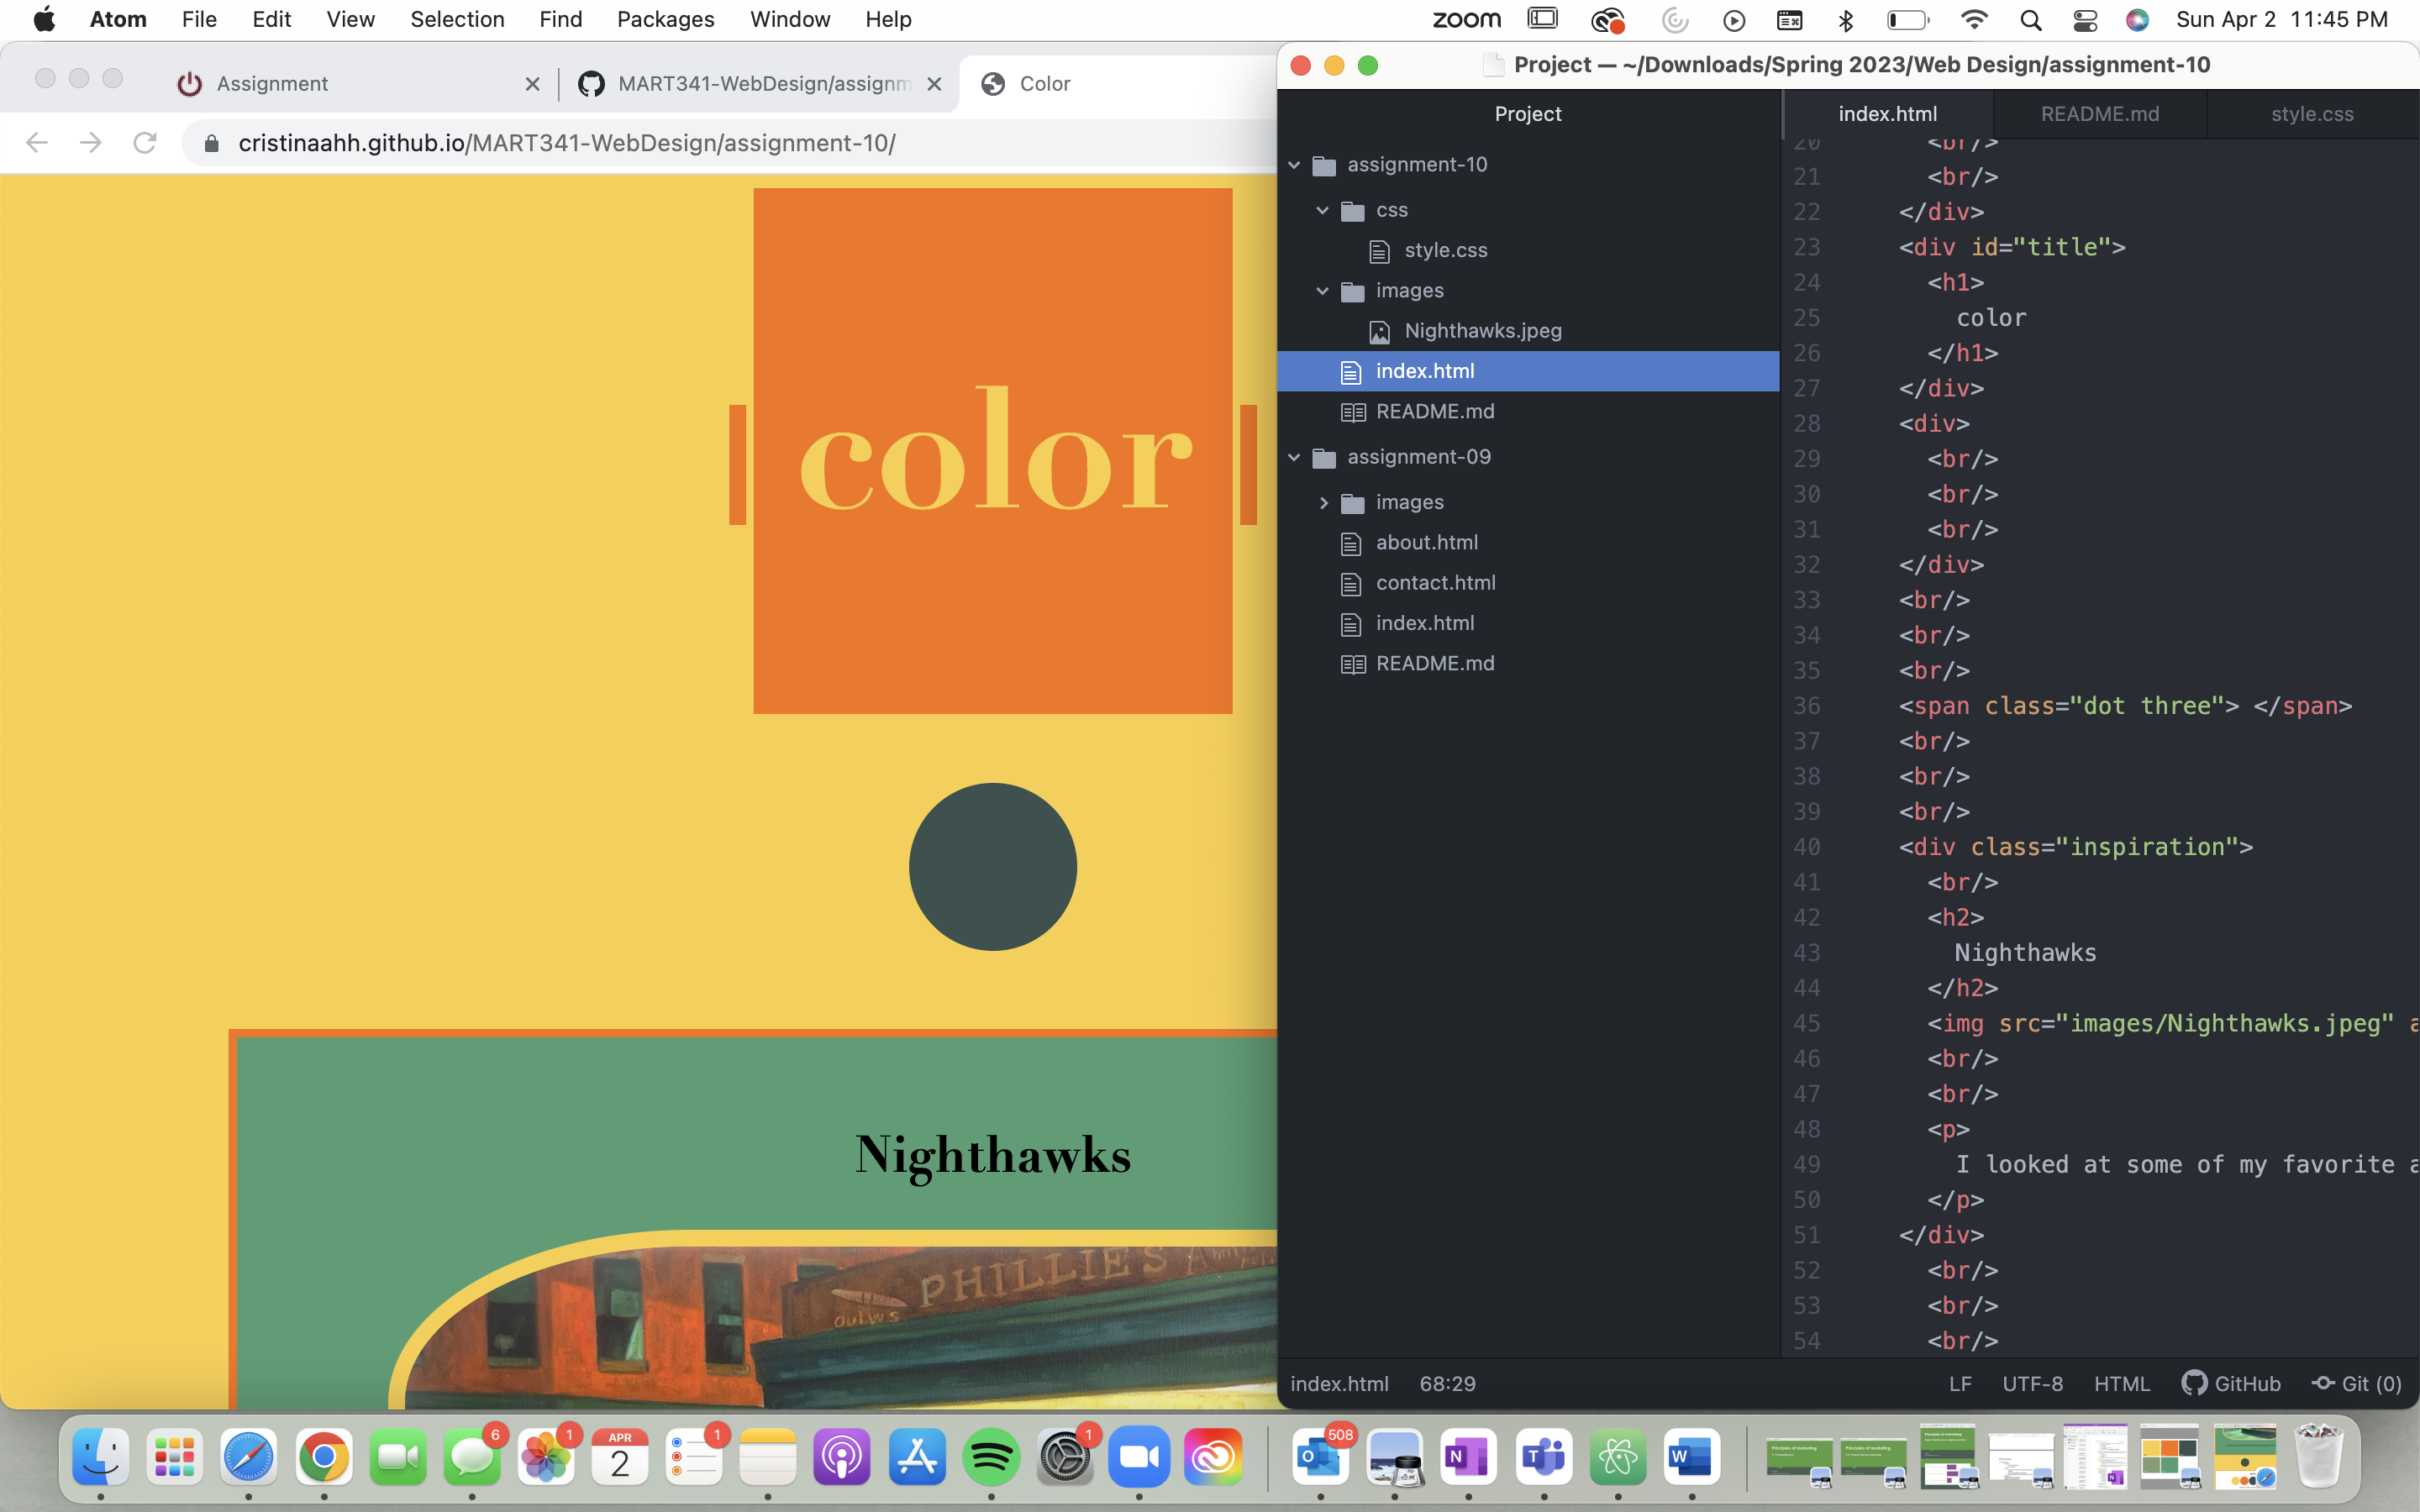 Atom File Edit View Selection Find Packages Window Help
zoom
Sun Apr 2 11:45 PM
Assignment
MART341-WebDesign/assignm
Color
cristinaahh.github.io/MART341-WebDesign/assignment-10/
color
Nighthawks
PHILLIES
Project — ~/Downloads/Spring 2023/Web Design/assignment-10
Project
assignment-10
css
style.css
images
Nighthawks.jpeg
index.html
README.md
assignment-09
images
about.html
contact.html
index.html
README.md
index.html README.md style.css
20 <br/>
21 <br/>
22 </div>
23 <div id="title">
24 <h1>
25 color
26 </h1>
27 </div>
28 <div>
29 <br/>
30 <br/>
31 <br/>
32 </div>
33 <br/>
34 <br/>
35 <br/>
36 <span class="dot three"> </span>
37 <br/>
38 <br/>
39 <br/>
40 <div class="inspiration">
41 <br/>
42 <h2>
43 Nighthawks
44 </h2>
45 <img src="images/Nighthawks.jpeg" a
46 <br/>
47 <br/>
48 <p>
49 I looked at some of my favorite a
50 </p>
51 </div>
52 <br/>
53 <br/>
54 <br/>
index.html 68:29
LF UTF-8 HTML GitHub Git (0)
6
1
APR
2
1
1
508